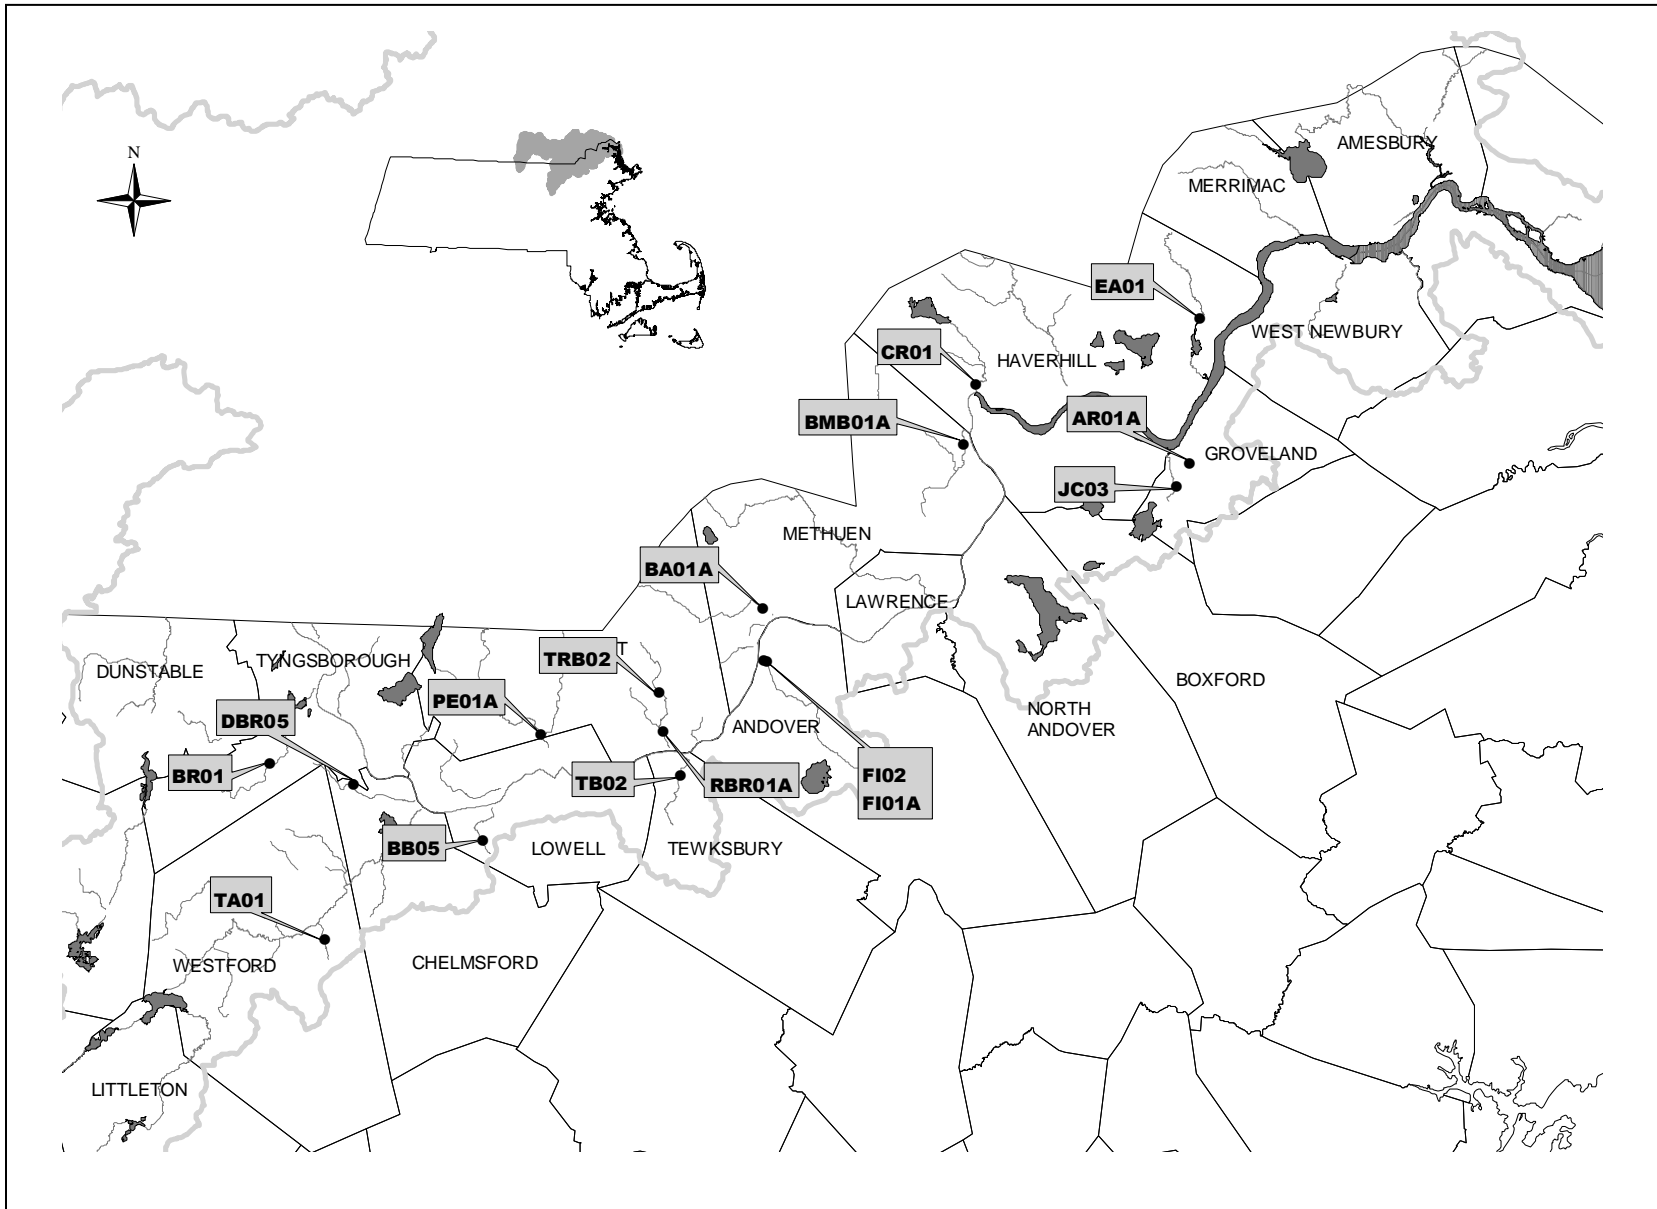 N
AMESBURY
MERRIMAC
EA01
WEST NEWBURY
CR01
HAVERHILL
BMB01A
AR01A
GROVELAND
JC03
METHUEN
BA01A
LAWRENCE
TYNGSBOROUGH
TRB02
T
DUNSTABLE
BOXFORD
PE01A
NORTH
ANDOVER
DBR05
ANDOVER
BR01
TB02
RBR01A
FI02
FI01A
BB05
LOWELL
TEWKSBURY
TA01
WESTFORD
CHELMSFORD
LITTLETON